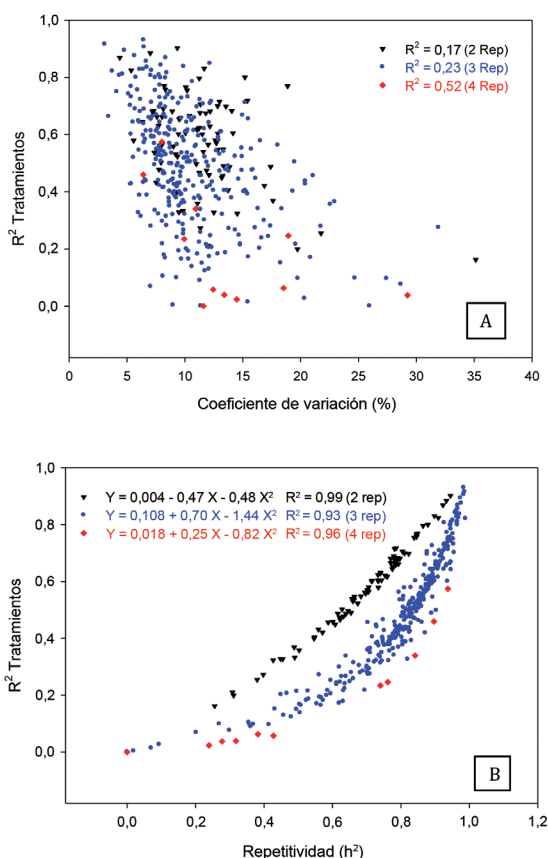 1,0
0,8
0,6
0,4
0,2
0,0
R² Tratamientos
R² = 0,17 (2 Rep)
R² = 0,23 (3 Rep)
R² = 0,52 (4 Rep)
A
0 5 10 15 20 25 30 35 40
Coeficiente de variación (%)
1,0
0,8
0,6
0,4
0,2
0,0
R² Tratamientos
Y = 0,004 - 0,47 X - 0,48 X² R² = 0,99 (2 rep)
Y = 0,108 + 0,70 X - 1,44 X² R² = 0,93 (3 rep)
Y = 0,018 + 0,25 X - 0,82 X² R² = 0,96 (4 rep)
B
0,0 0,2 0,4 0,6 0,8 1,0 1,2
Repetitividad (h²)